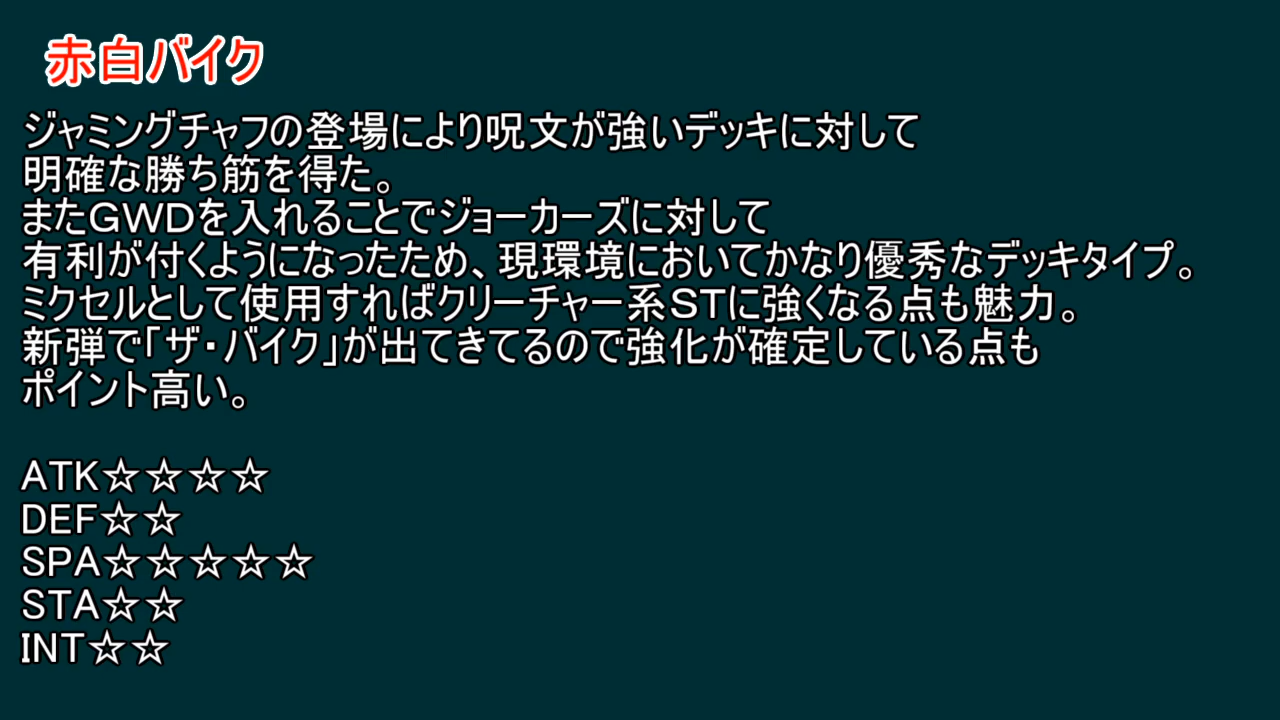 赤白バイク
ジャミングチャフの登場により呪文が強いデッキに対して
明確な勝ち筋を得た。
またGWDを入れることでジョーカーズに対して
有利が付くようになったため、現環境においてかなり優秀なデッキタイプ。
ミクセルとして使用すればクリーチャー系STに強くなる点も魅力。
新弾で「ザ・バイク」が出てきてるので強化が確定している点も
ポイント高い。
ATK☆☆☆☆
DEF☆☆
SPA☆☆☆☆☆
STA☆☆
INT☆☆